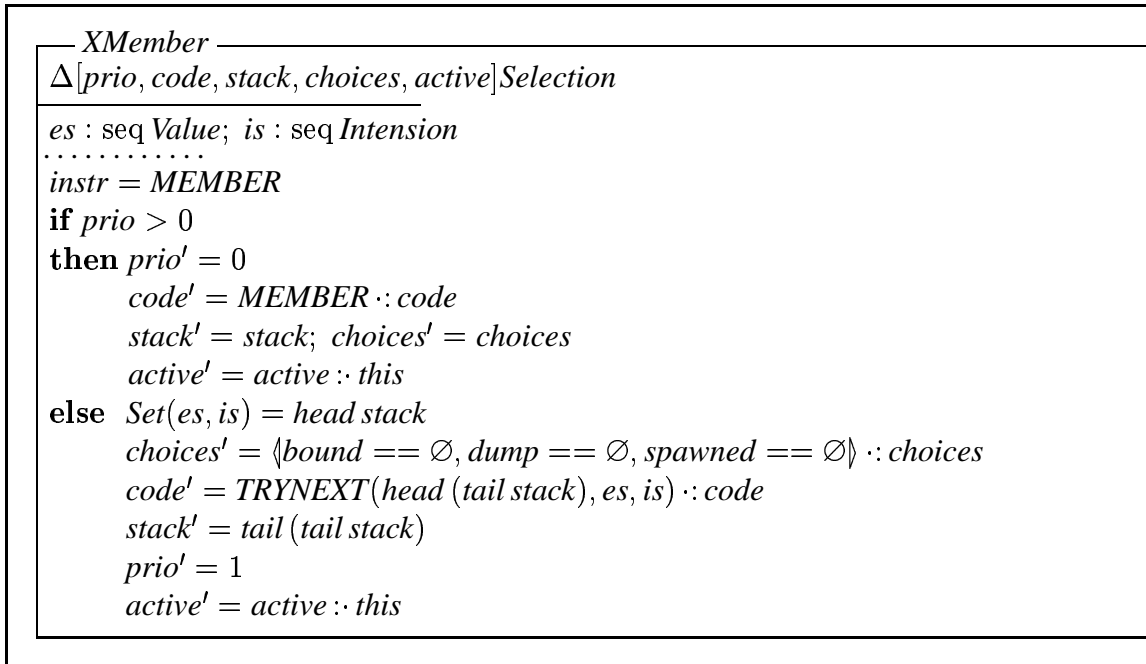 XMember
Δ[prio, code, stack, choices, active]Selection
es : seq Value; is : seq Intension
instr = MEMBER
if prio > 0
then prio′ = 0
code′ = MEMBER ·: code
stack′ = stack; choices′ = choices
active′ = active :· this
else Set(es, is) = head stack
choices′ = ⦉bound == ∅, dump == ∅, spawned == ∅⦊ ·: choices
code′ = TRYNEXT(head (tail stack), es, is) ·: code
stack′ = tail (tail stack)
prio′ = 1
active′ = active :· this